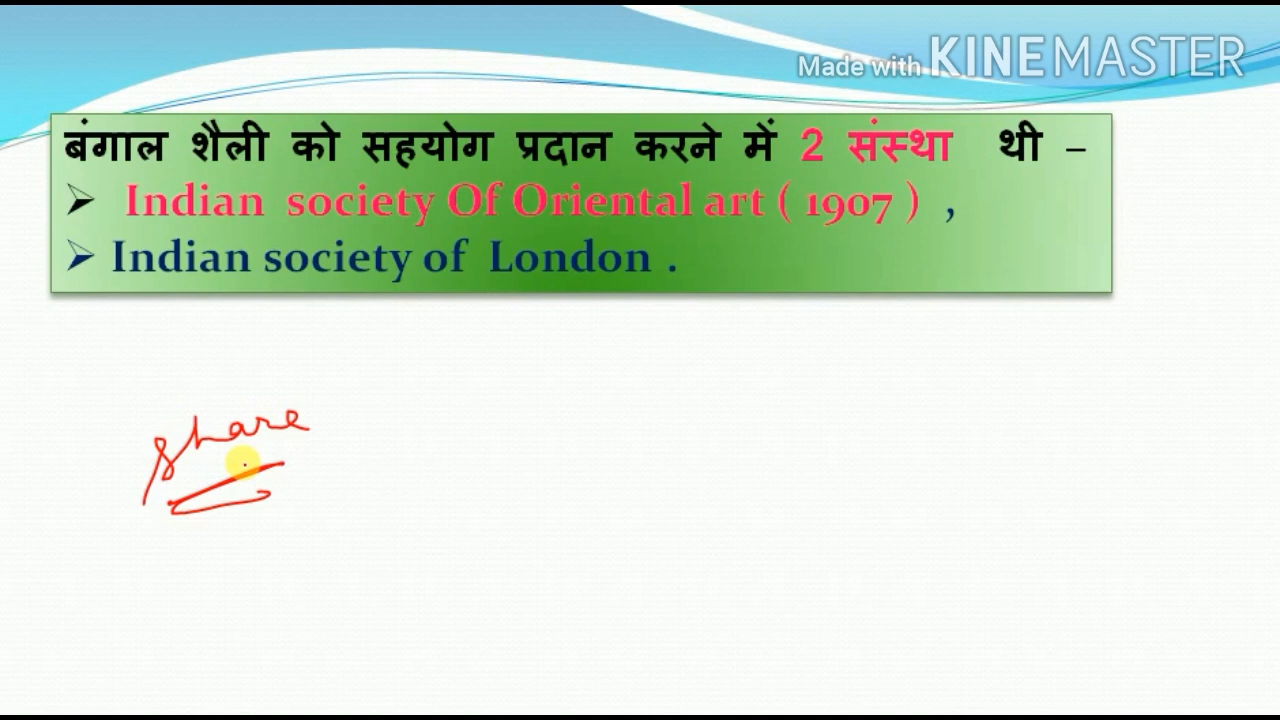 Made with KINEMASTER
बंगाल शैली को सहयोग प्रदान करने में 2 संस्था थी –
➢ Indian society Of Oriental art ( 1907 ) ,
➢ Indian society of London .
share